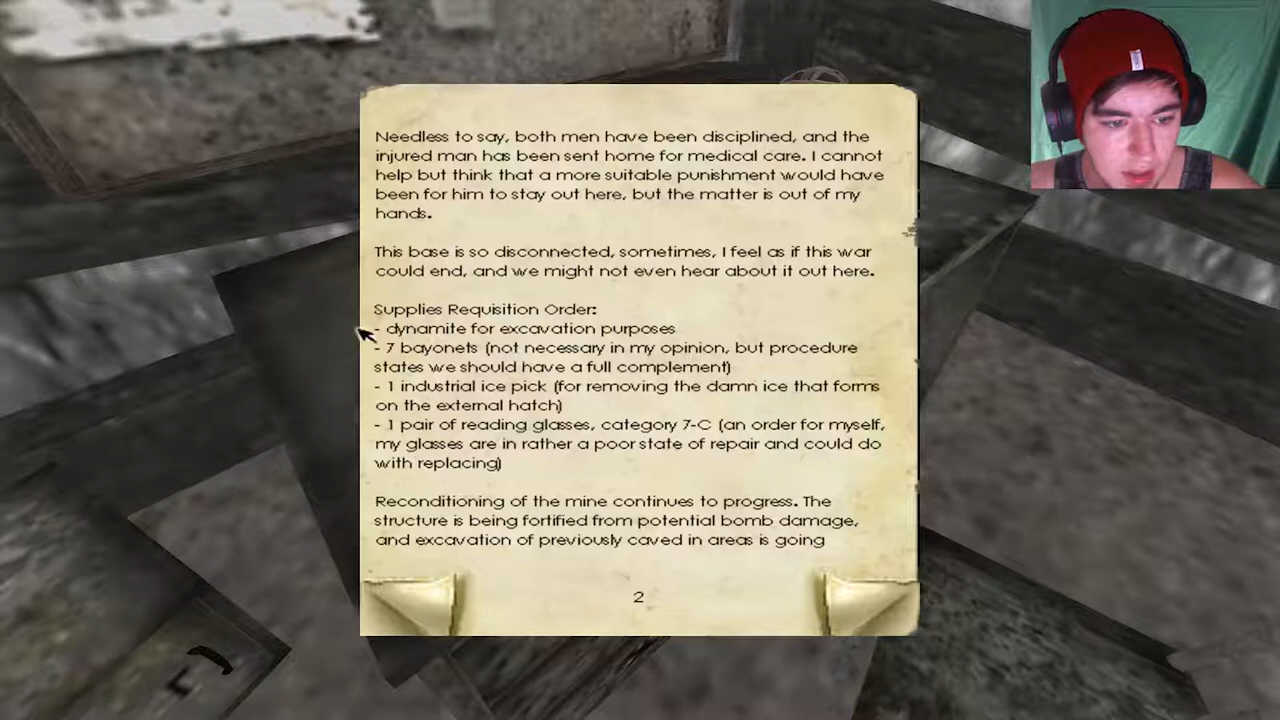 Needless to say, both men have been disciplined, and the
injured man has been sent home for medical care. I cannot
help but think that a more suitable punishment would have
been for him to stay out here, but the matter is out of my
hands.
This base is so disconnected, sometimes, I feel as if this war
could end, and we might not even hear about it out here.
Supplies Requisition Order:
- dynamite for excavation purposes
- 7 bayonets (not necessary in my opinion, but procedure
states we should have a full complement)
- 1 industrial ice pick (for removing the damn ice that forms
on the external hatch)
- 1 pair of reading glasses, category 7-C (an order for myself,
my glasses are in rather a poor state of repair and could do
with replacing)
Reconditioning of the mine continues to progress. The
structure is being fortified from potential bomb damage,
and excavation of previously caved in areas is going
2